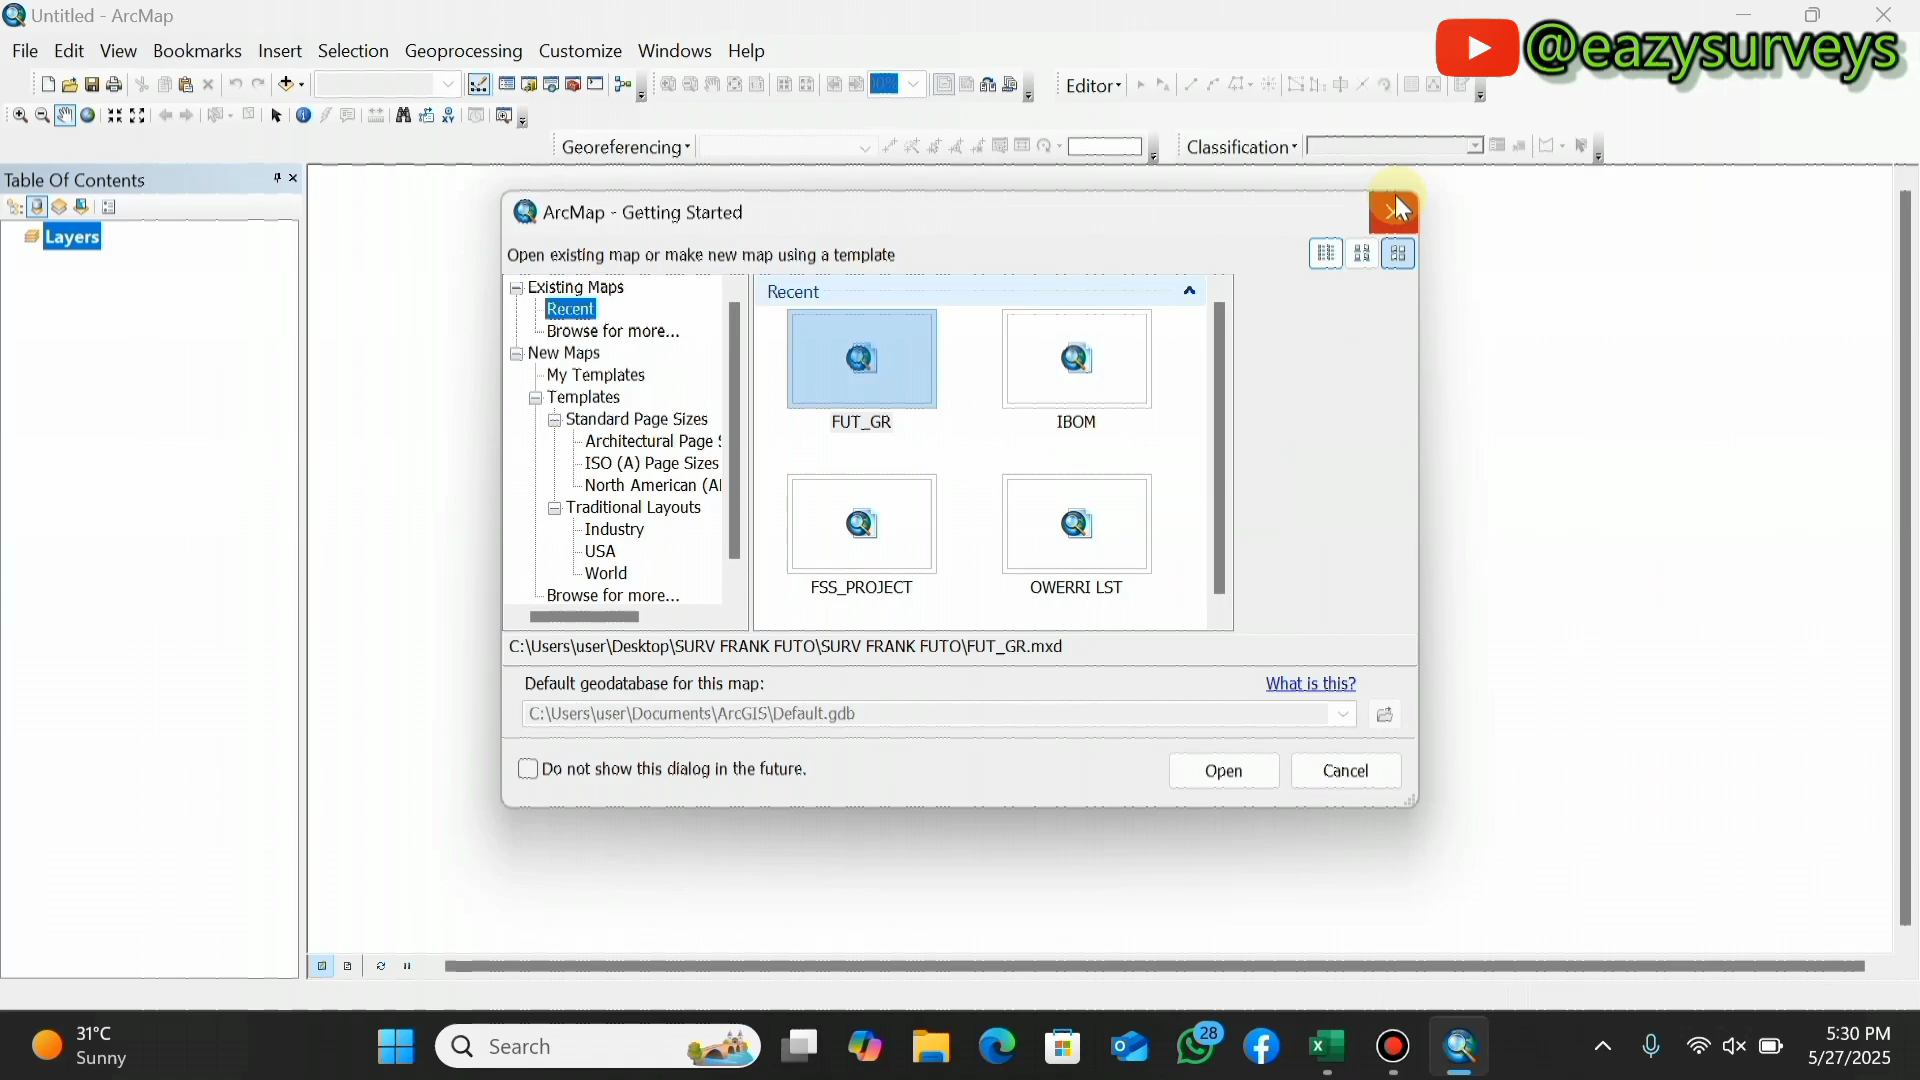 Untitled - ArcMap
@eazysurveys
File Edit View Bookmarks Insert Selection Geoprocessing Customize Windows Help
Editor
Georeferencing
Classification
Table Of Contents
Layers
ArcMap - Getting Started
Open existing map or make new map using a template
Existing Maps
Recent
Browse for more...
New Maps
My Templates
Templates
Standard Page Sizes
Architectural Page S
ISO (A) Page Sizes
North American (A
Traditional Layouts
Industry
USA
World
Browse for more...
Recent
FUT_GR
IBOM
FSS_PROJECT
OWERRI LST
C:\Users\user\Desktop\SURV FRANK FUTO\SURV FRANK FUTO\FUT_GR.mxd
Default geodatabase for this map:
What is this?
C:\Users\user\Documents\ArcGIS\Default.gdb
Do not show this dialog in the future.
Open
Cancel
31°C
Sunny
Search
28
5:30 PM
5/27/2025